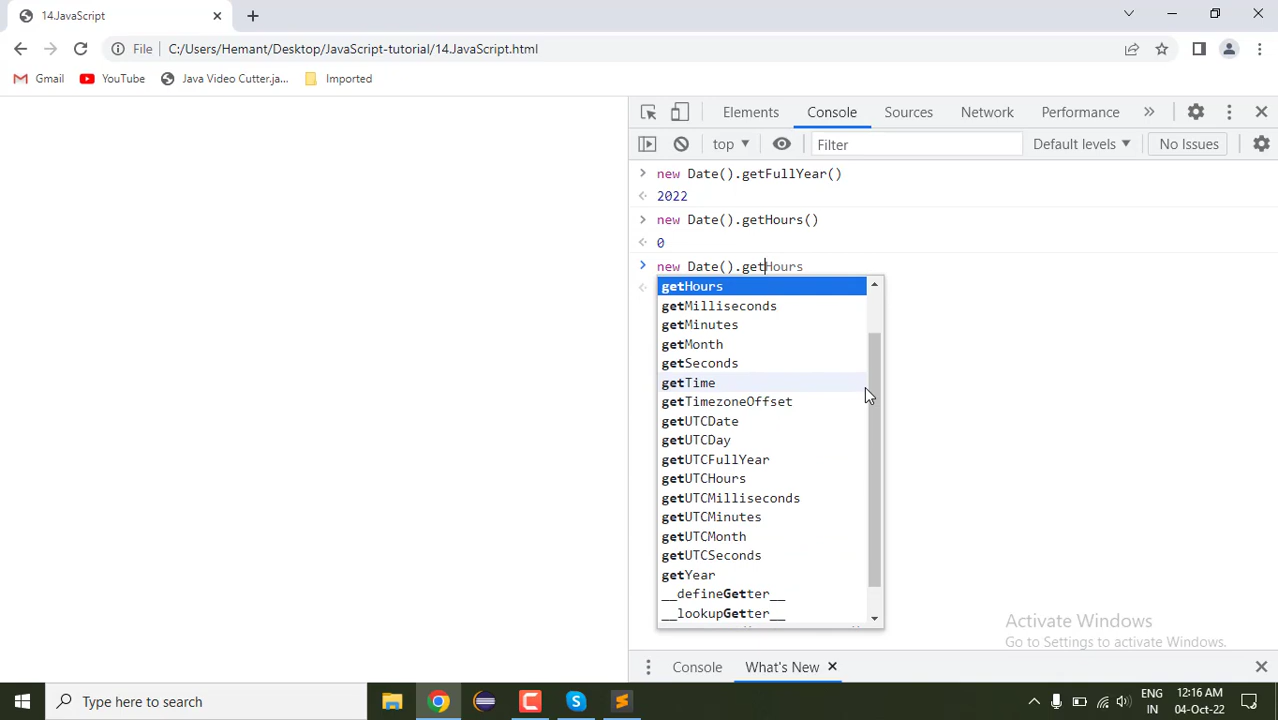 14.JavaScript
File C:/Users/Hemant/Desktop/JavaScript-tutorial/14.JavaScript.html
Gmail YouTube Java Video Cutter.ja... Imported
Elements Console Sources Network Performance
top Filter Default levels No Issues
new Date().getFullYear()
2022
new Date().getHours()
0
new Date().getHours
getHours
getMilliseconds
getMinutes
getMonth
getSeconds
getTime
getTimezoneOffset
getUTCDate
getUTCDay
getUTCFullYear
getUTCHours
getUTCMilliseconds
getUTCMinutes
getUTCMonth
getUTCSeconds
getYear
__defineGetter__
__lookupGetter__
Activate Windows
Go to Settings to activate Windows.
Console What's New
Type here to search
ENG
IN
12:16 AM
04-Oct-22